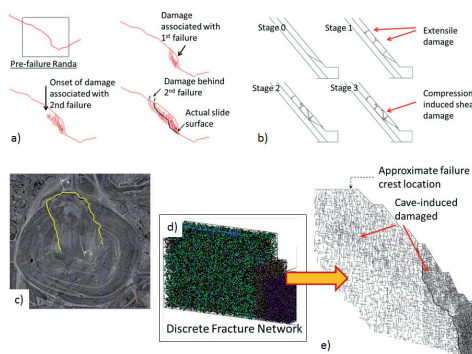 Pre-failure Randa
Damage
associated with
1st failure
Onset of damage
associated with
2nd failure
Damage behind
2nd failure
Actual slide
surface
a)
Stage 0
Stage 1
Extensile
damage
Stage 2
Stage 3
Compression
induced shea
damage
b)
c)
d)
Discrete Fracture Network
Approximate failure
crest location
Cave-induced
damaged
e)